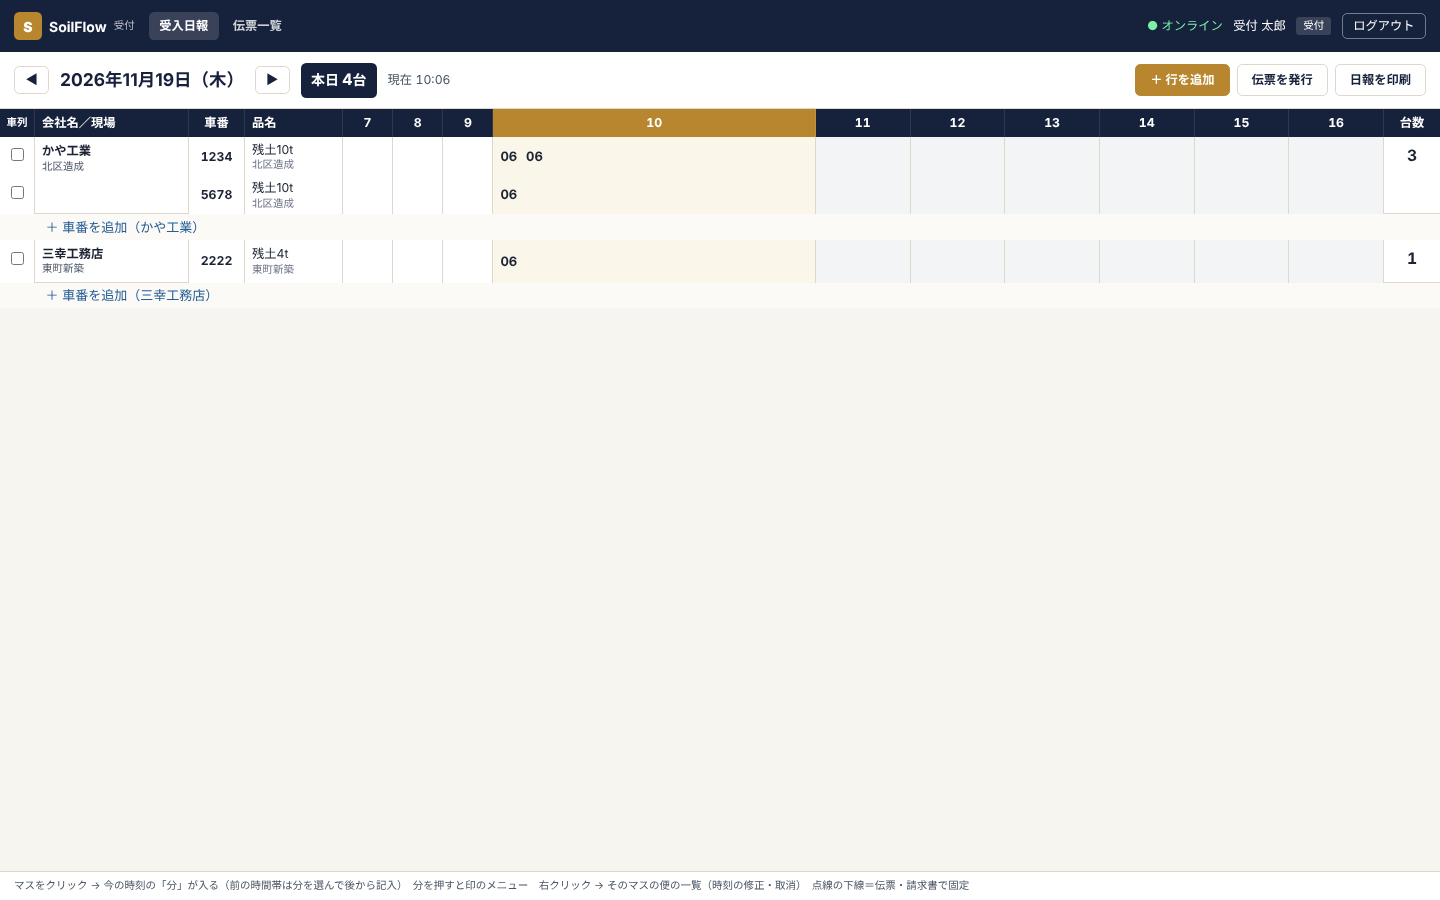 S SoilFlow 受付 受入日報 伝票一覧 ● オンライン 受付 太郎 受付 ログアウト
◀ 2026年11月19日（木） ▶ 本日 4台 現在 10:06 ＋ 行を追加 伝票を発行 日報を印刷
車列 会社名／現場 車番 品名 7 8 9 10 11 12 13 14 15 16 台数
かや工業 1234 残土10t 06 06 3
北区造成 北区造成
5678 残土10t 06
北区造成
＋ 車番を追加（かや工業）
三幸工務店 2222 残土4t 06 1
東町新築 東町新築
＋ 車番を追加（三幸工務店）
マスをクリック → 今の時刻の「分」が入る（前の時間帯は分を選んで後から記入） 分を押すと印のメニュー 右クリック → そのマスの便の一覧（時刻の修正・取消） 点線の下線＝伝票・請求書で固定